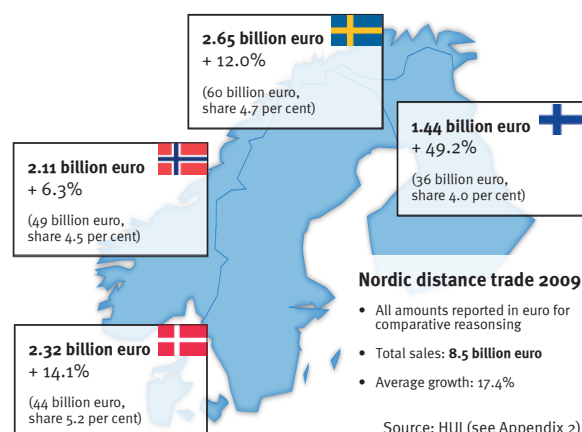 2.65 billion euro
+ 12.0%
(60 billion euro,
share 4.7 per cent)
1.44 billion euro
+ 49.2%
(36 billion euro,
share 4.0 per cent)
2.11 billion euro
+ 6.3%
(49 billion euro,
share 4.5 per cent)
2.32 billion euro
+ 14.1%
(44 billion euro,
share 5.2 per cent)
Nordic distance trade 2009
• All amounts reported in euro for
comparative reasonsing
• Total sales: 8.5 billion euro
• Average growth: 17.4%
Source: HUI (see Appendix 2)